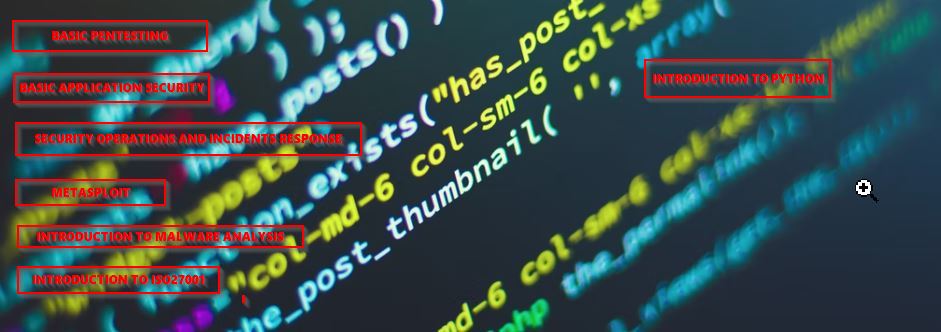 BASIC PENTESTING
BASIC APPLICATION SECURITY
SECURITY OPERATIONS AND INCIDENTS RESPONSE
METASPLOIT
INTRODUCTION TO MALWARE ANALYSIS
INTRODUCTION TO ISO27001
INTRODUCTION TO PYTHON
query(
);
posts()
);
exists("has_post_
"col-md-6 col-sm-6 col-xs
the_post_thumbnail( '', array(
md-6 col-sm-6 col-xs
php the_permalink();